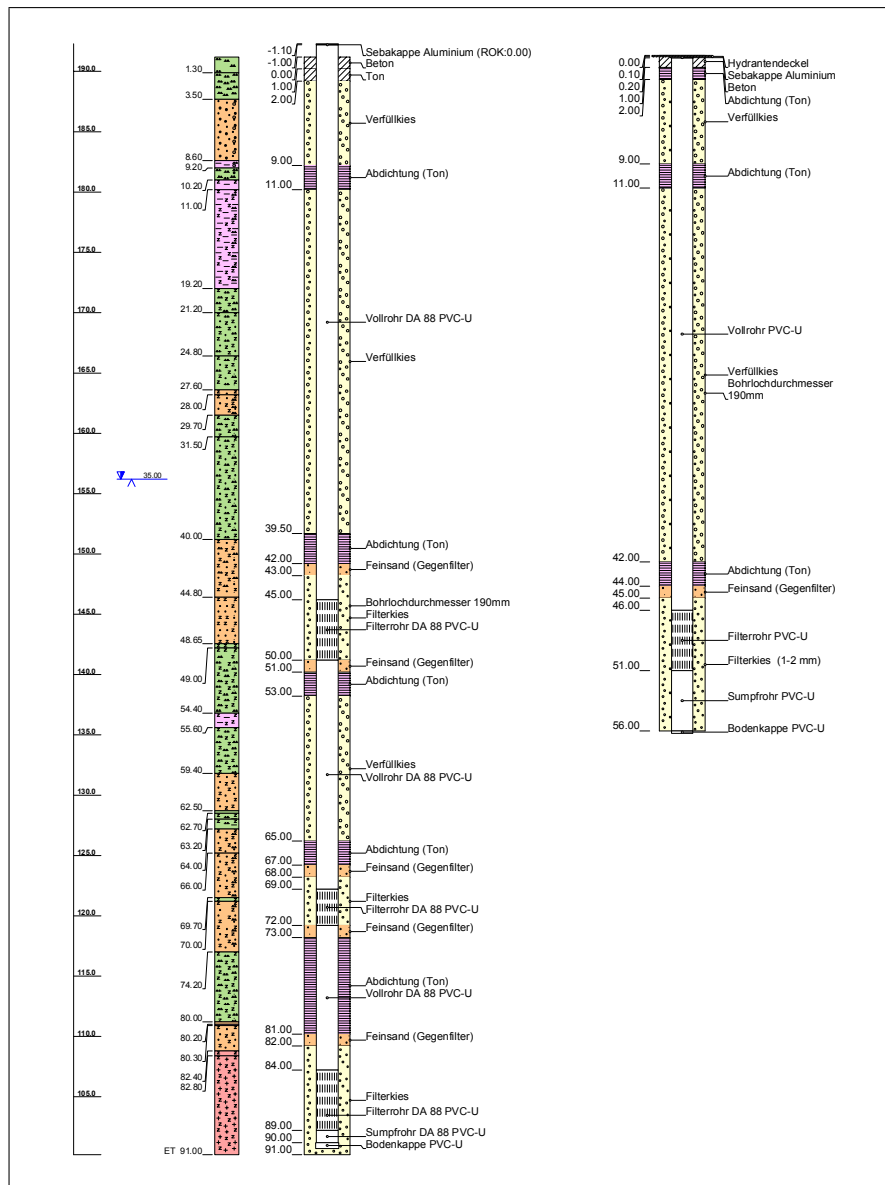 190.0
185.0
180.0
175.0
170.0
165.0
160.0
155.0
150.0
145.0
140.0
135.0
130.0
125.0
120.0
115.0
110.0
105.0
35.00
1.30
3.50
8.60
9.20
10.20
11.00
19.20
21.20
24.80
27.60
28.00
29.70
31.50
40.00
44.80
48.65
49.00
54.40
55.60
59.40
62.50
62.70
63.20
64.00
66.00
69.70
70.00
74.20
80.00
80.20
80.30
82.40
82.80
ET 91.00
-1.10
-1.00
0.00
1.00
2.00
9.00
11.00
39.50
42.00
43.00
45.00
50.00
51.00
53.00
65.00
67.00
68.00
69.00
72.00
73.00
81.00
82.00
84.00
89.00
90.00
91.00
Sebakappe Aluminium (ROK:0.00)
Beton
Ton
Verfüllkies
Abdichtung (Ton)
Vollrohr DA 88 PVC-U
Verfüllkies
Abdichtung (Ton)
Feinsand (Gegenfilter)
Bohrlochdurchmesser 190mm
Filterkies
Filterrohr DA 88 PVC-U
Feinsand (Gegenfilter)
Abdichtung (Ton)
Verfüllkies
Vollrohr DA 88 PVC-U
Abdichtung (Ton)
Feinsand (Gegenfilter)
Filterkies
Filterrohr DA 88 PVC-U
Feinsand (Gegenfilter)
Abdichtung (Ton)
Vollrohr DA 88 PVC-U
Feinsand (Gegenfilter)
Filterkies
Filterrohr DA 88 PVC-U
Sumpfrohr DA 88 PVC-U
Bodenkappe PVC-U
0.00
0.10
0.20
1.00
2.00
9.00
11.00
42.00
44.00
45.00
46.00
51.00
56.00
Hydrantendeckel
Sebakappe Aluminium
Beton
Abdichtung (Ton)
Verfüllkies
Abdichtung (Ton)
Vollrohr PVC-U
Verfüllkies
Bohrlochdurchmesser
190mm
Abdichtung (Ton)
Feinsand (Gegenfilter)
Filterrohr PVC-U
Filterkies (1-2 mm)
Sumpfrohr PVC-U
Bodenkappe PVC-U